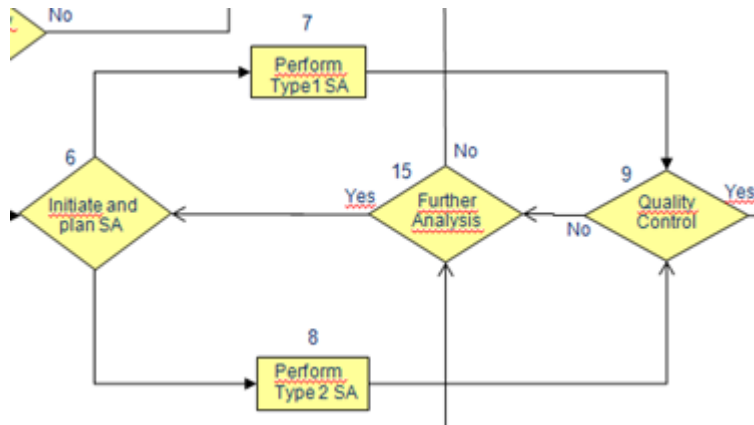 No
7
Perform
Type1 SA
6
Initiate and
plan SA
15
No
Yes
Further
Analysis
9
Yes
Quality
Control
No
8
Perform
Type 2 SA